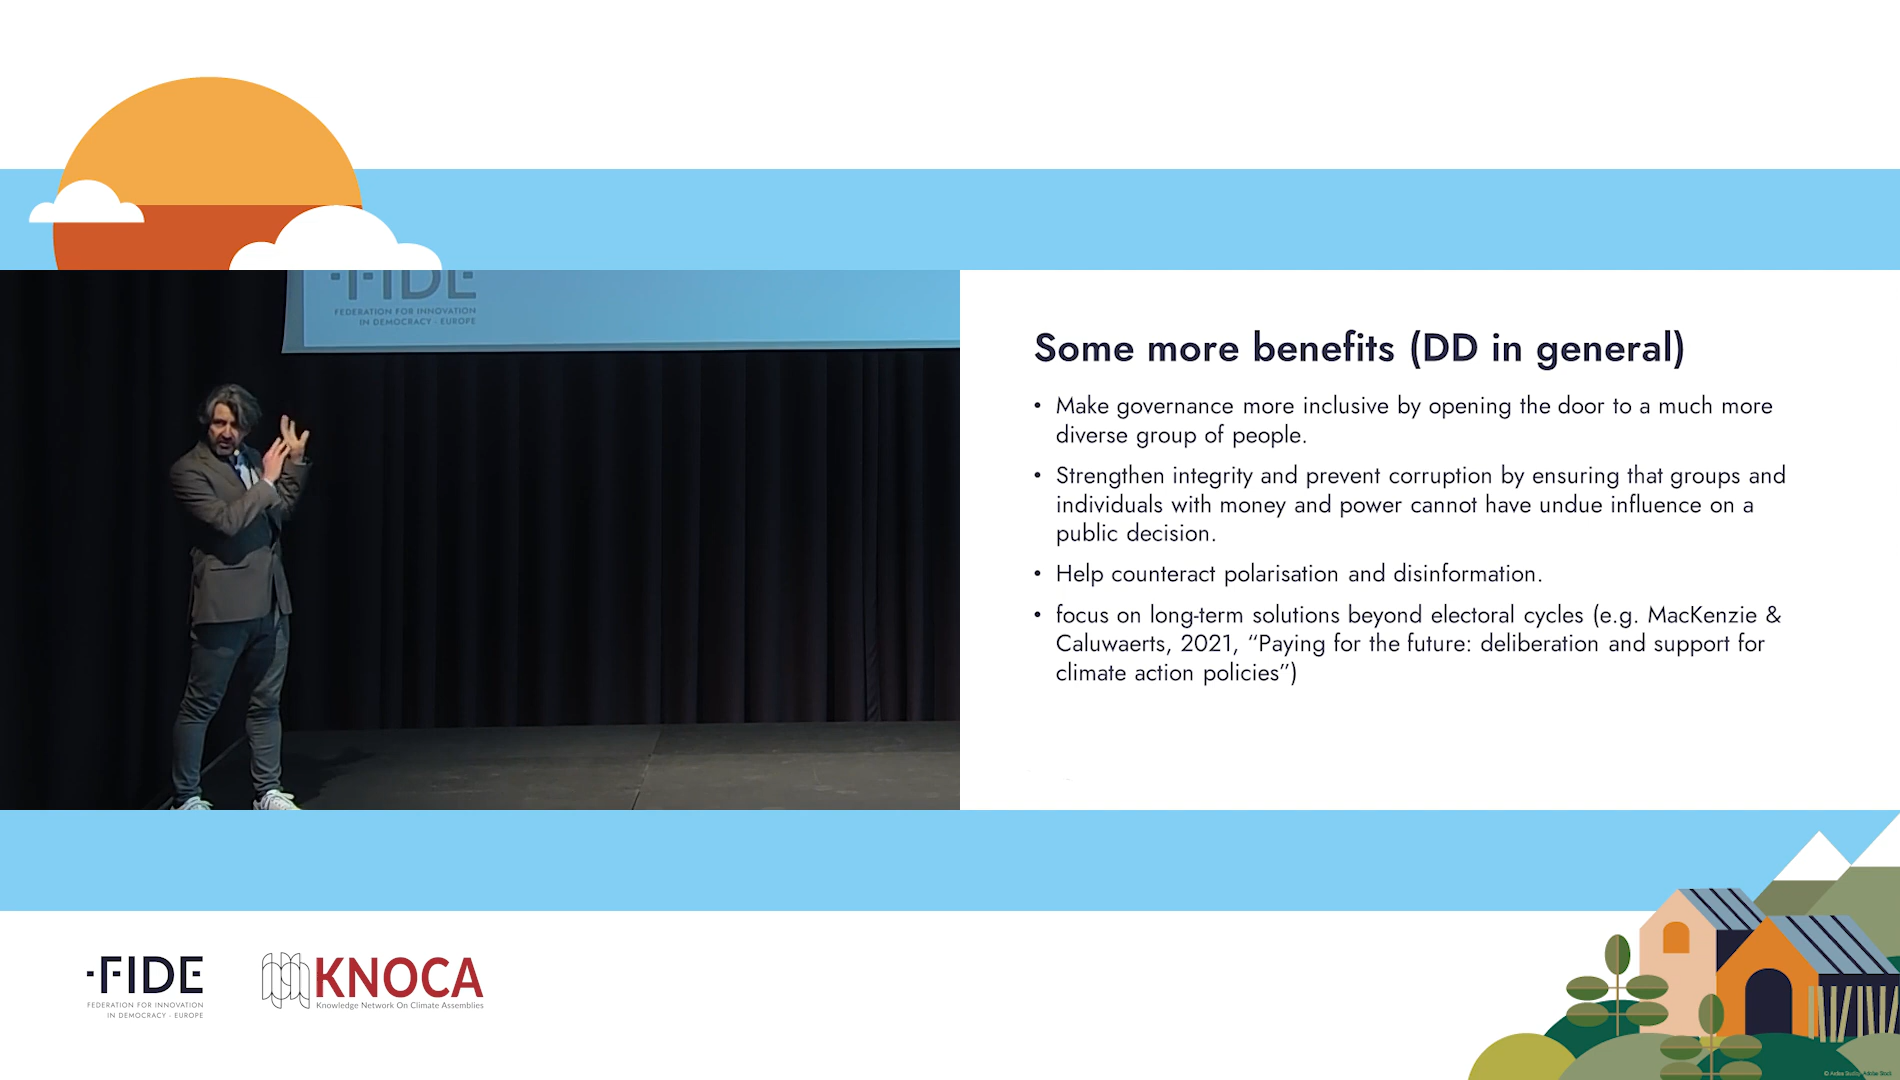 FIDE
FEDERATION FOR INNOVATION
IN DEMOCRACY - EUROPE
Some more benefits (DD in general)
• Make governance more inclusive by opening the door to a much more
diverse group of people.
• Strengthen integrity and prevent corruption by ensuring that groups and
individuals with money and power cannot have undue influence on a
public decision.
• Help counteract polarisation and disinformation.
• focus on long-term solutions beyond electoral cycles (e.g. MacKenzie &
Caluwaerts, 2021, “Paying for the future: deliberation and support for
climate action policies”)
·FIDE
FEDERATION FOR INNOVATION
IN DEMOCRACY - EUROPE
KNOCA
Knowledge Network On Climate Assemblies